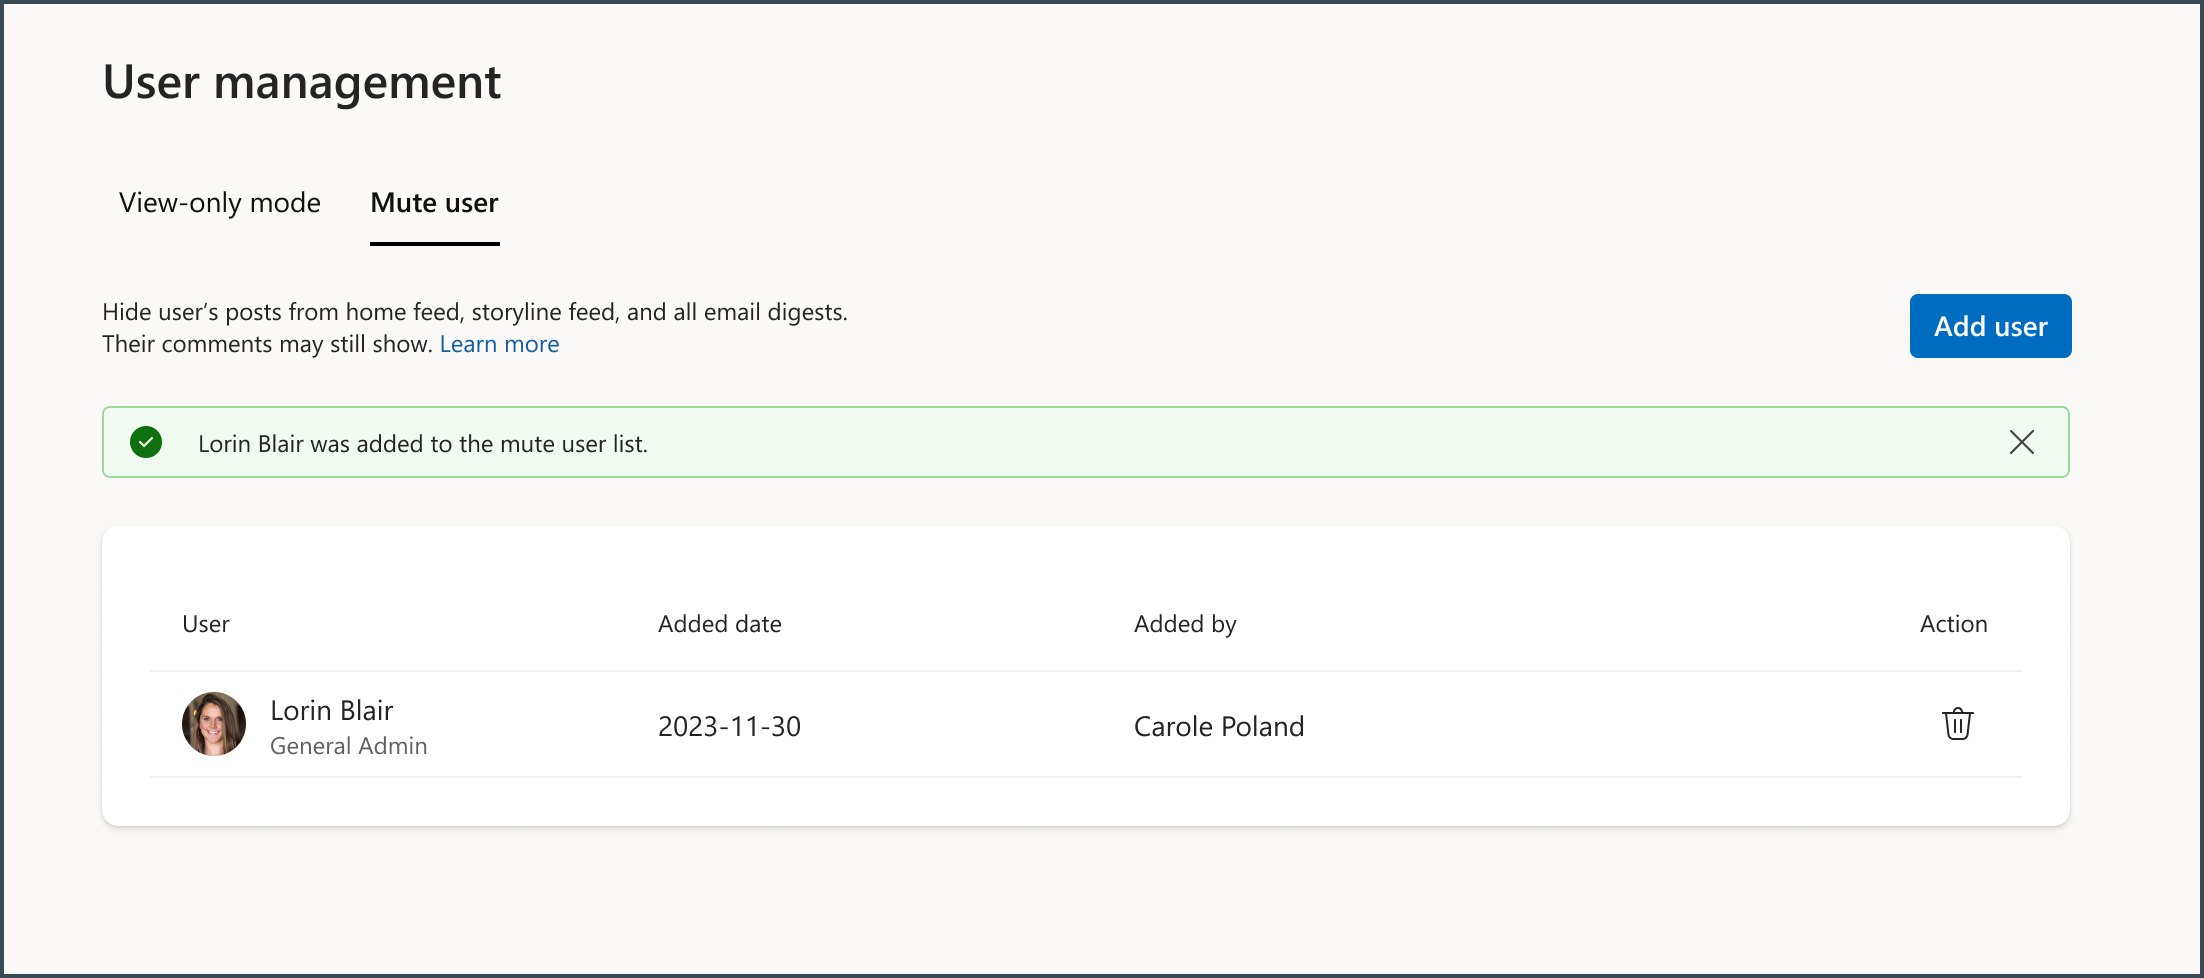 User management
View-only mode
Mute user
Hide user’s posts from home feed, storyline feed, and all email digests.
Their comments may still show. Learn more
Add user
Lorin Blair was added to the mute user list.
User
Added date
Added by
Action
Lorin Blair
General Admin
2023-11-30
Carole Poland